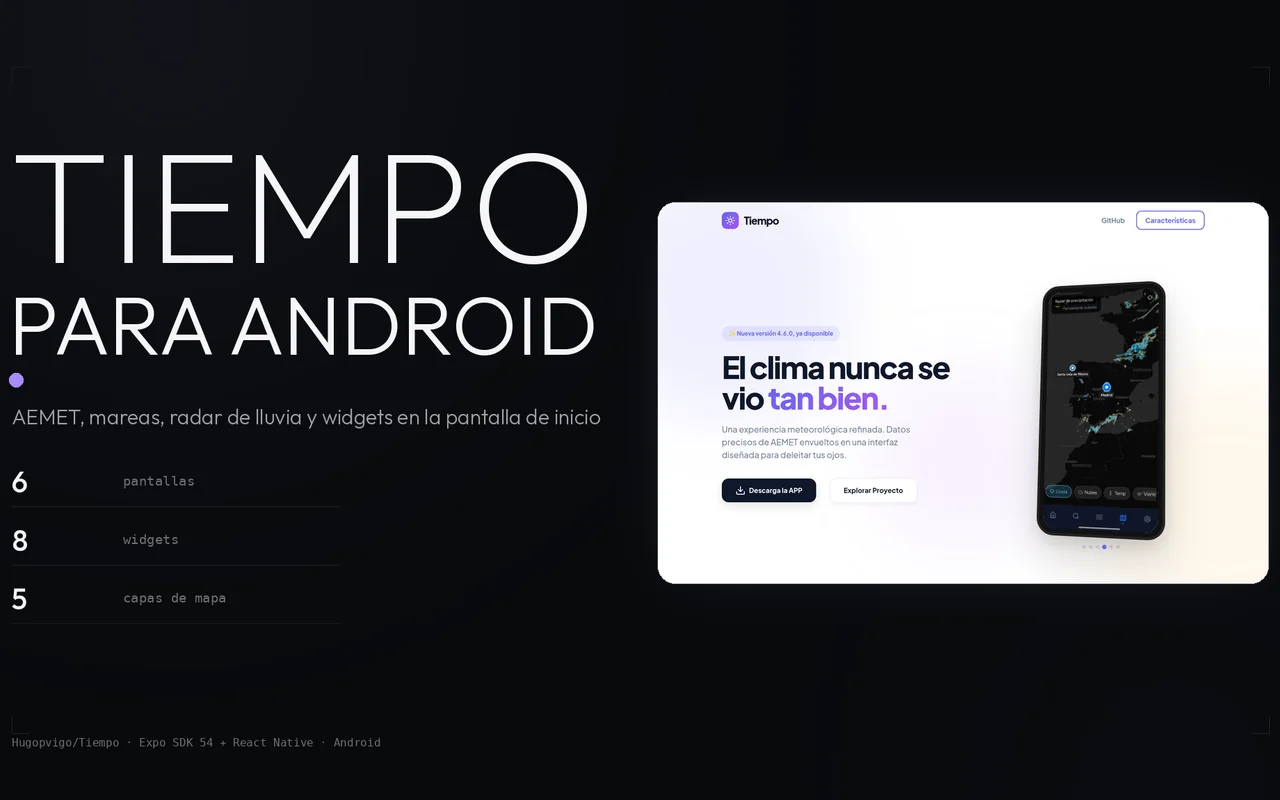 TIEMPO
PARA ANDROID
AEMET, mareas, radar de lluvia y widgets en la pantalla de inicio
6 pantallas
8 widgets
5 capas de mapa
Hugopvigo/Tiempo · Expo SDK 54 + React Native · Android
Tiempo
GitHub
Características
✨ Nueva versión 4.6.0, ya disponible
El clima nunca se
vio tan bien.
Una experiencia meteorológica refinada. Datos
precisos de AEMET envueltos en una interfaz
diseñada para deleitar tus ojos.
Descarga la APP
Explorar Proyecto
Radar de precipitación
Madrid
Nubes
Temp